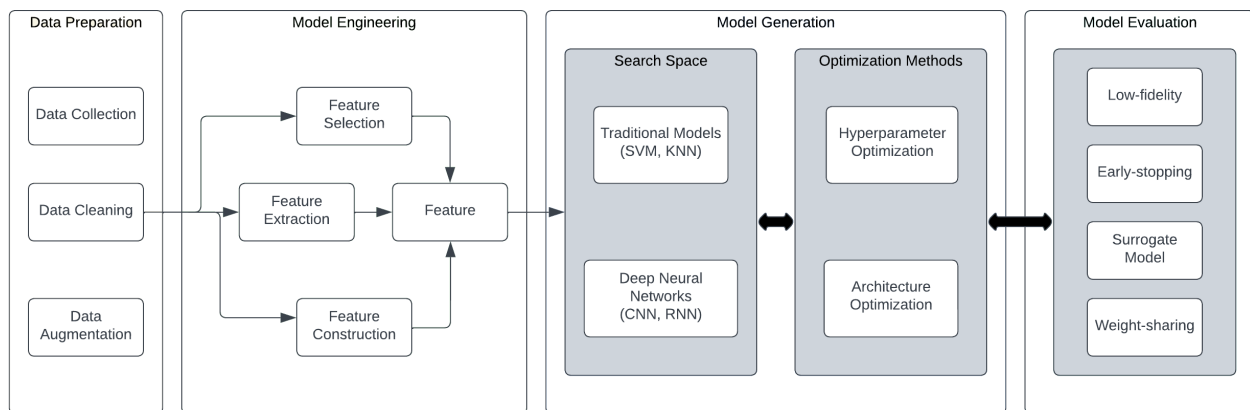 Data Preparation
Data Collection
Data Cleaning
Data
Augmentation
Model Engineering
Feature
Selection
Feature
Extraction
Feature
Feature
Construction
Model Generation
Search Space
Traditional Models
(SVM, KNN)
Deep Neural
Networks
(CNN, RNN)
Optimization Methods
Hyperparameter
Optimization
Architecture
Optimization
Model Evaluation
Low-fidelity
Early-stopping
Surrogate
Model
Weight-sharing